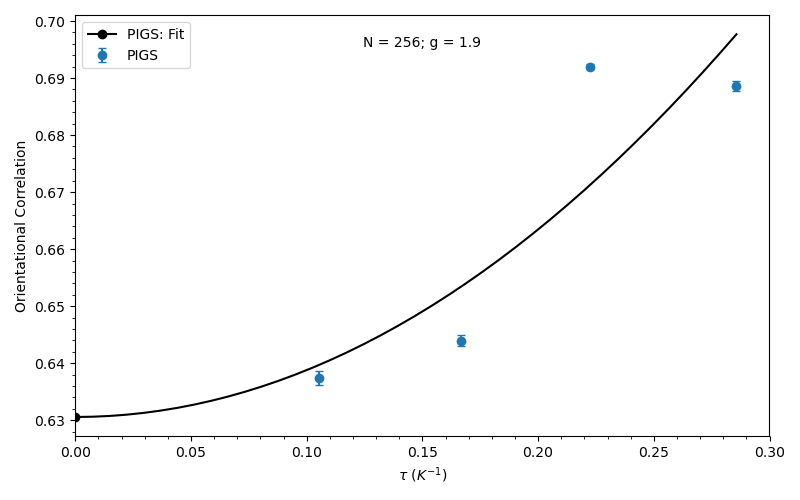 PIGS: Fit
PIGS
N = 256; g = 1.9
0.70
0.69
0.68
0.67
0.66
0.65
0.64
0.63
Orientational Correlation
0.00 0.05 0.10 0.15 0.20 0.25 0.30
τ (K⁻¹)